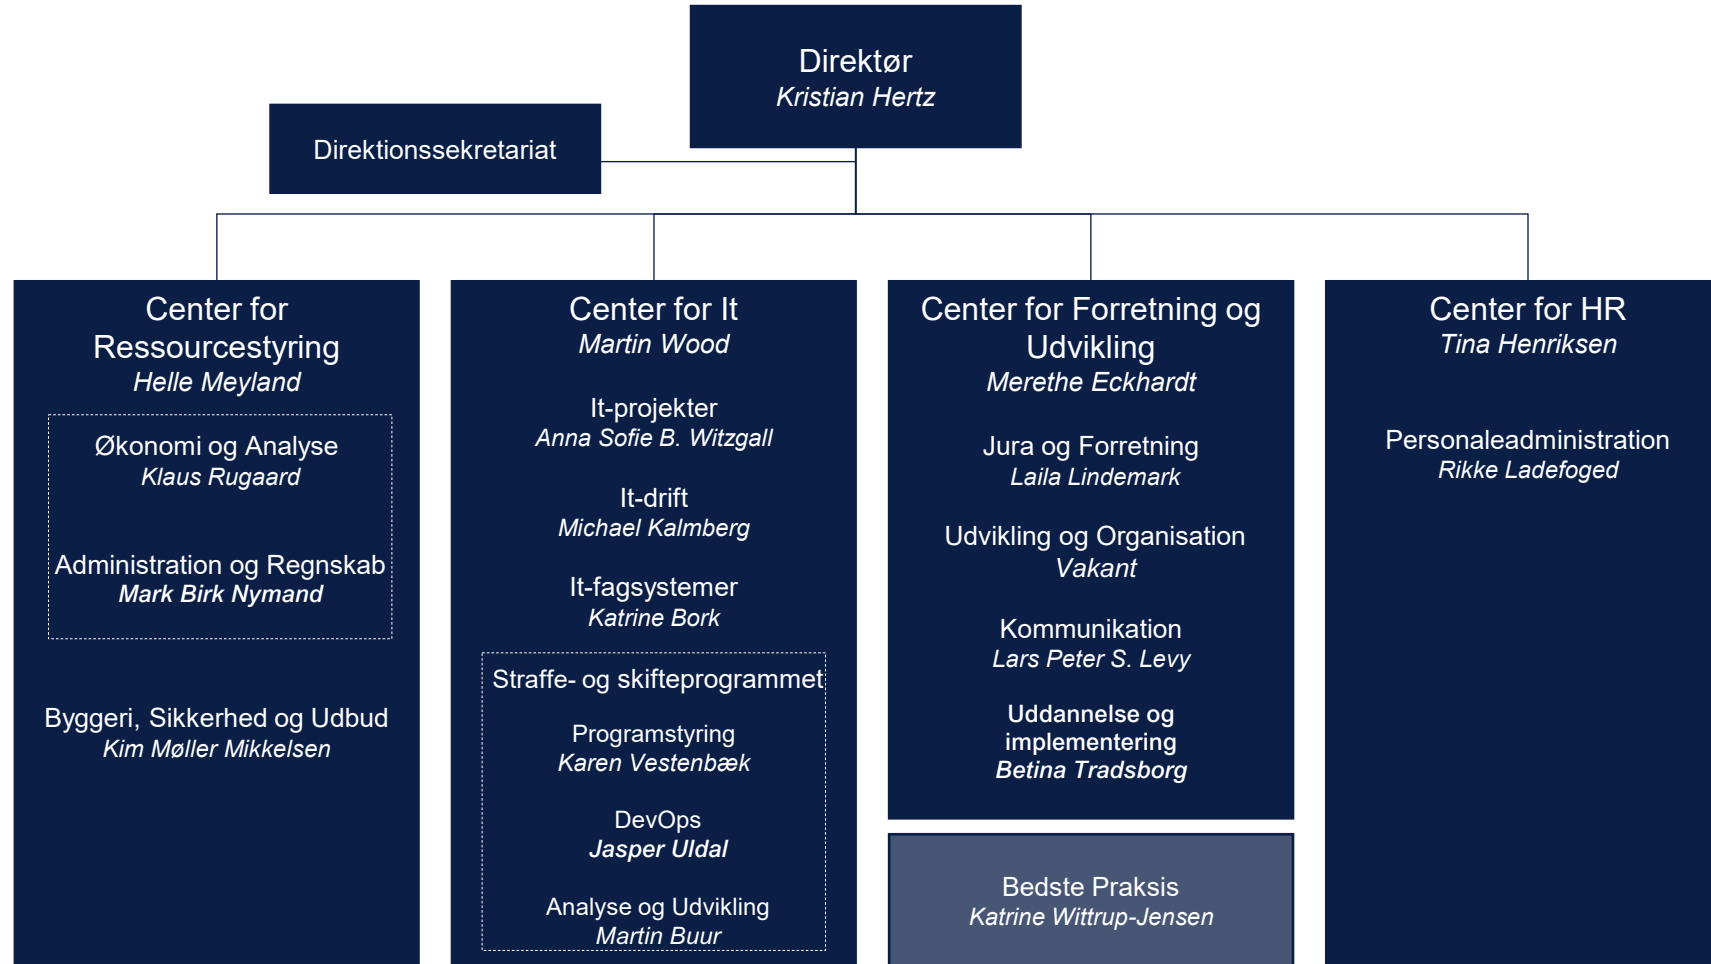 Direktør
Kristian Hertz
Direktionssekretariat
Center for
Ressourcestyring
Helle Meyland
Økonomi og Analyse
Klaus Rugaard
Administration og Regnskab
Mark Birk Nymand
Byggeri, Sikkerhed og Udbud
Kim Møller Mikkelsen
Center for It
Martin Wood
It-projekter
Anna Sofie B. Witzgall
It-drift
Michael Kalmberg
It-fagsystemer
Katrine Bork
Straffe- og skifteprogrammet
Programstyring
Karen Vestenbæk
DevOps
Jasper Uldal
Analyse og Udvikling
Martin Buur
Center for Forretning og
Udvikling
Merethe Eckhardt
Jura og Forretning
Laila Lindemark
Udvikling og Organisation
Vakant
Kommunikation
Lars Peter S. Levy
Uddannelse og
implementering
Betina Tradsborg
Bedste Praksis
Katrine Wittrup-Jensen
Center for HR
Tina Henriksen
Personaleadministration
Rikke Ladefoged